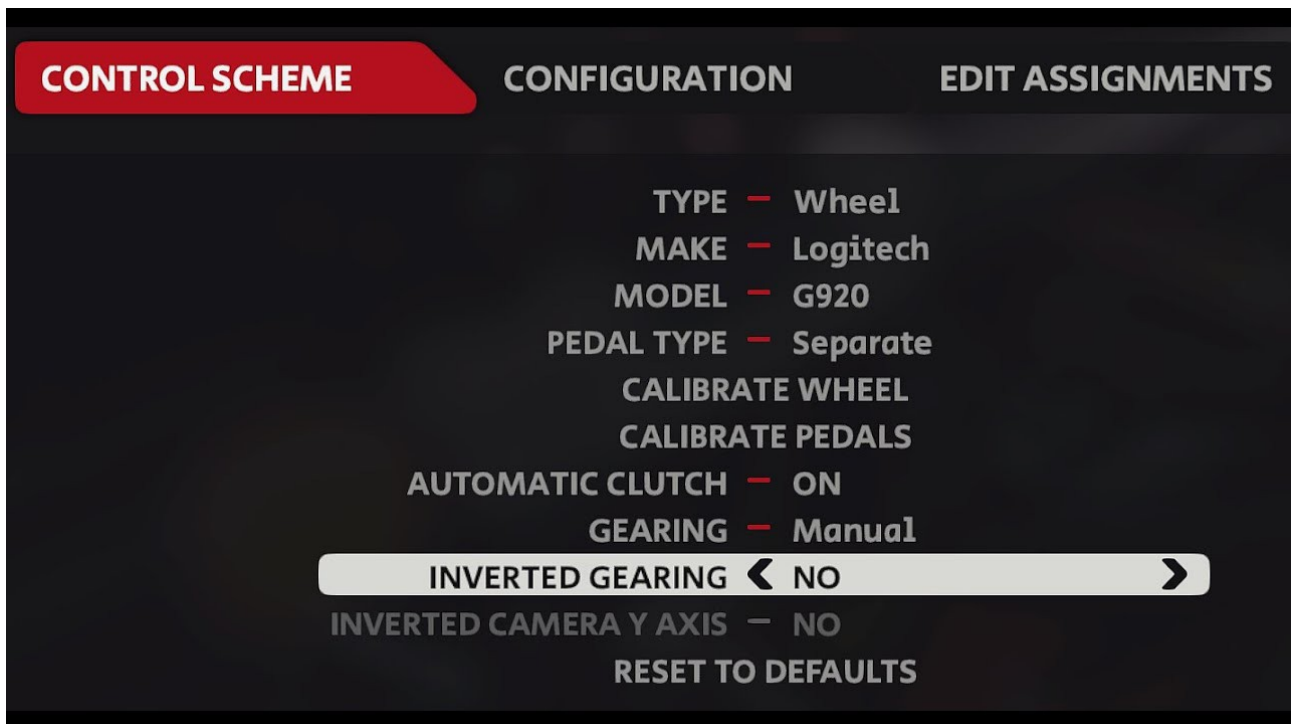 CONTROL SCHEME CONFIGURATION EDIT ASSIGNMENTS
TYPE — Wheel
MAKE — Logitech
MODEL — G920
PEDAL TYPE — Separate
CALIBRATE WHEEL
CALIBRATE PEDALS
AUTOMATIC CLUTCH — ON
GEARING — Manual
INVERTED GEARING < NO >
INVERTED CAMERA Y AXIS — NO
RESET TO DEFAULTS